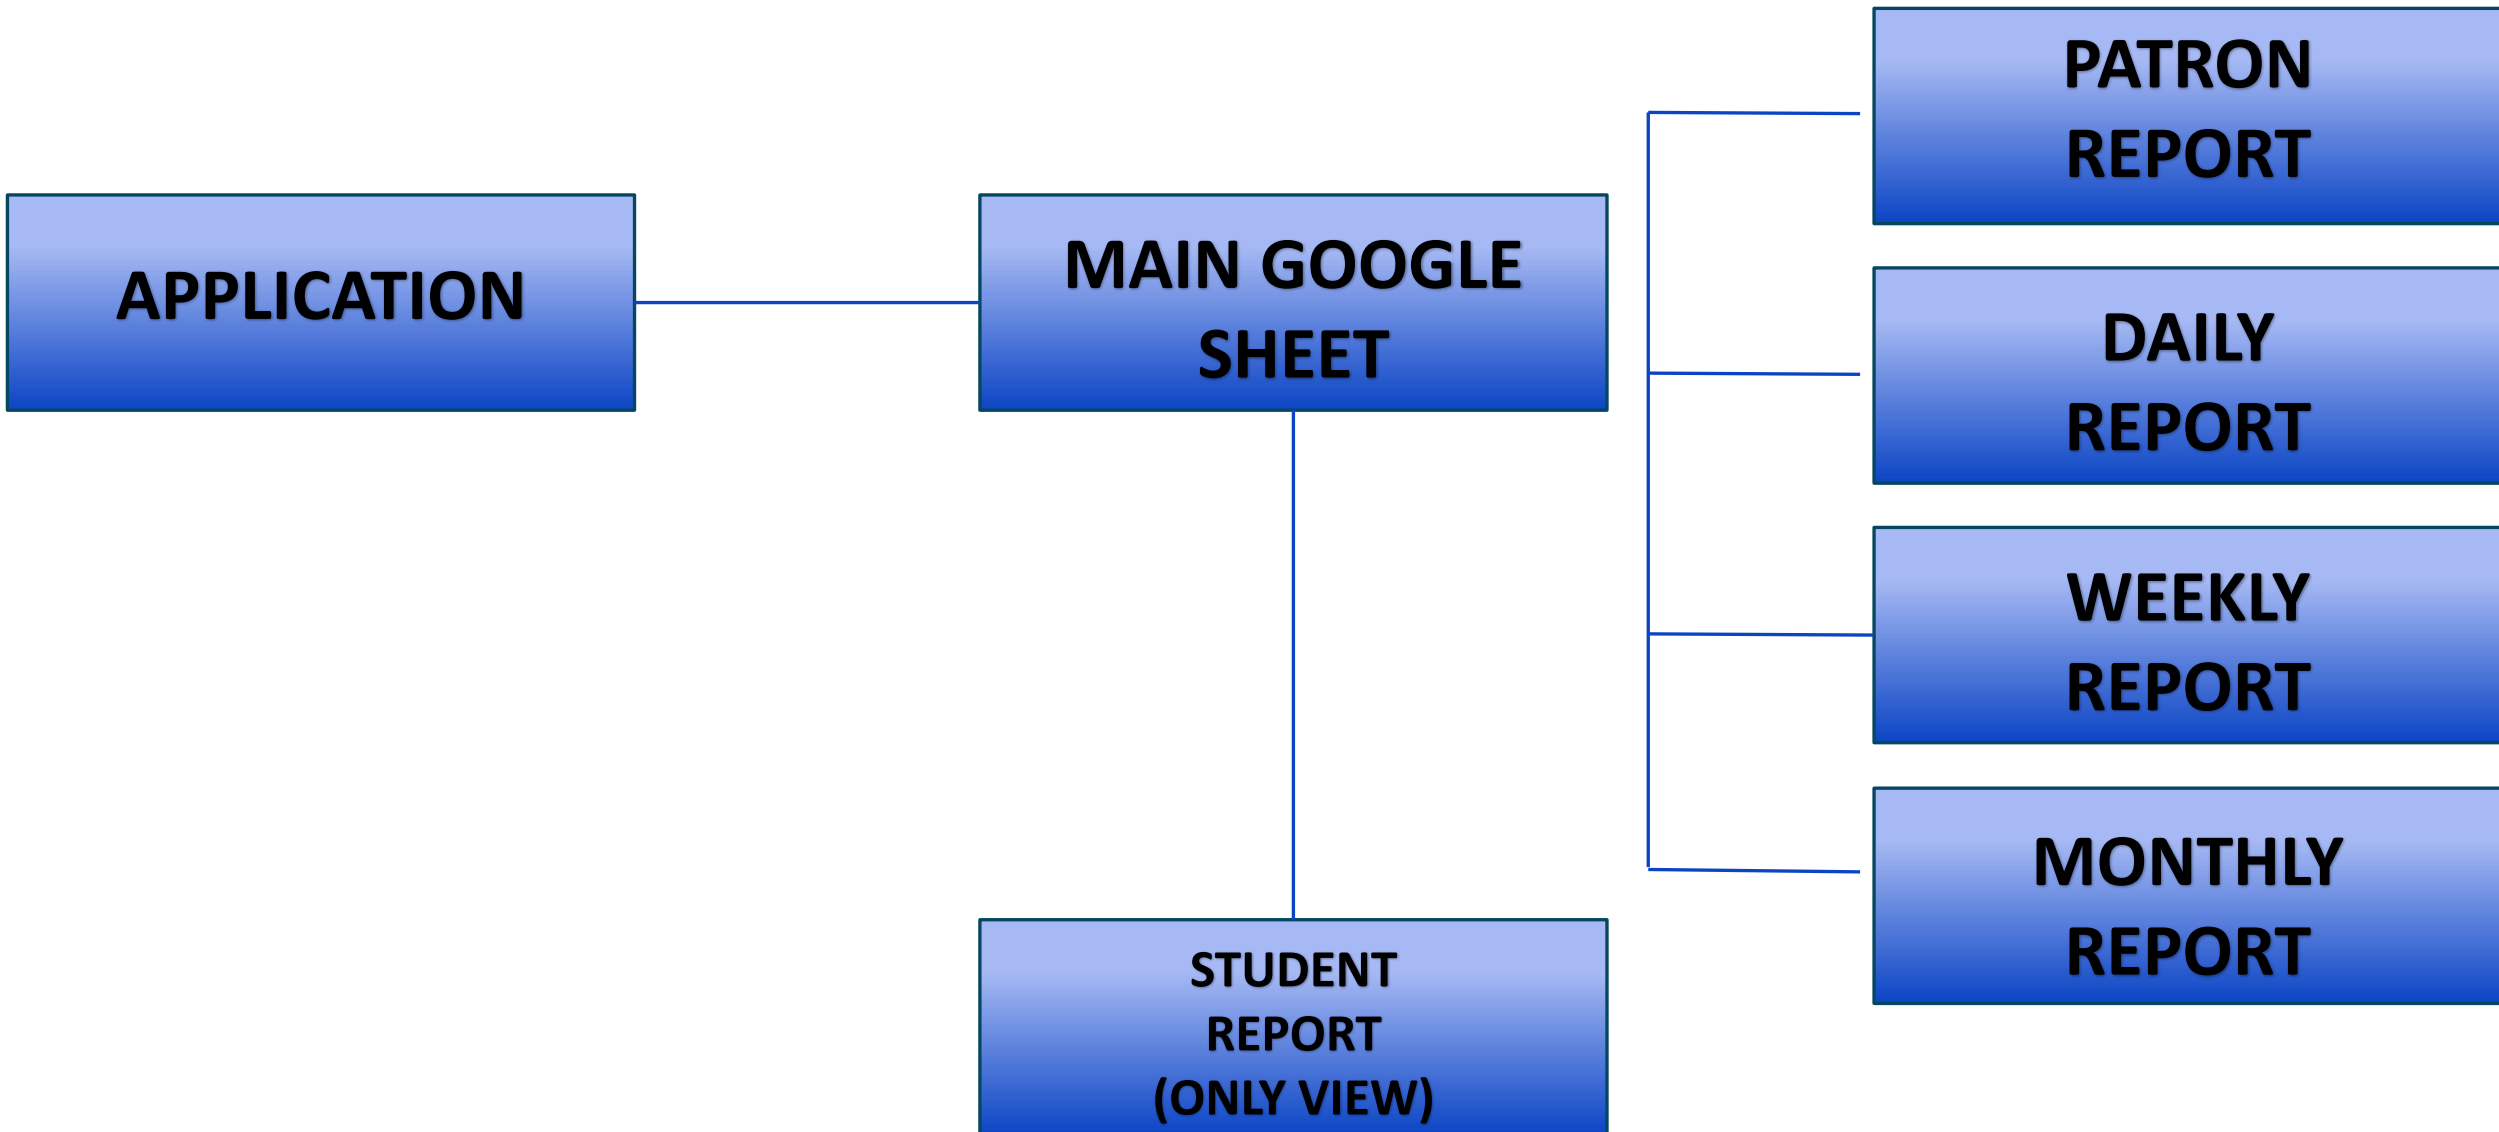 APPLICATION
MAIN GOOGLE
SHEET
PATRON
REPORT
DAILY
REPORT
WEEKLY
REPORT
MONTHLY
REPORT
STUDENT
REPORT
(ONLY VIEW)